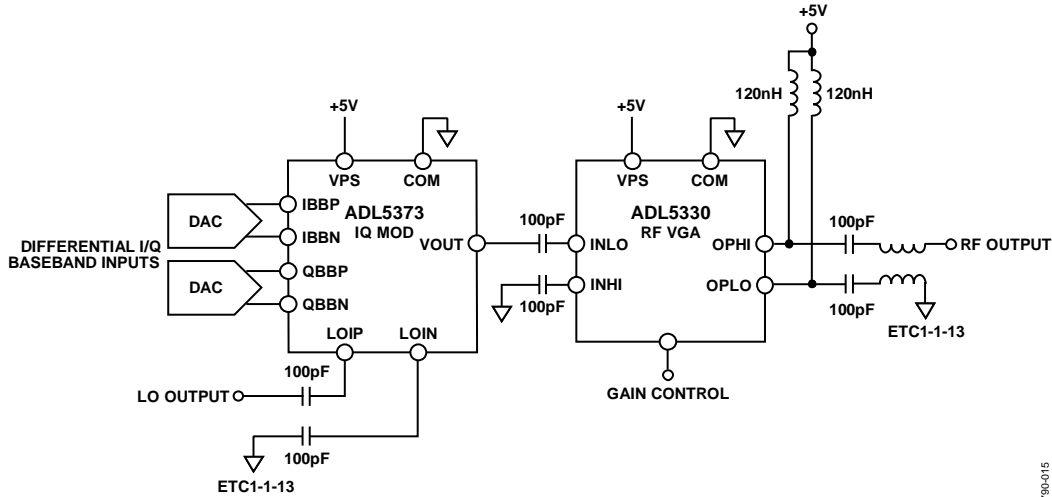 +5V
120nH
120nH
+5V
+5V
VPS
COM
VPS
COM
DAC
IBBP
IBBN
ADL5373
IQ MOD
100pF
ADL5330
RF VGA
100pF
DIFFERENTIAL I/Q
BASEBAND INPUTS
VOUT
INLO
OPHI
RF OUTPUT
DAC
QBBP
QBBN
INHI
OPLO
100pF
100pF
ETC1-1-13
LOIP
LOIN
100pF
GAIN CONTROL
LO OUTPUT
100pF
ETC1-1-13